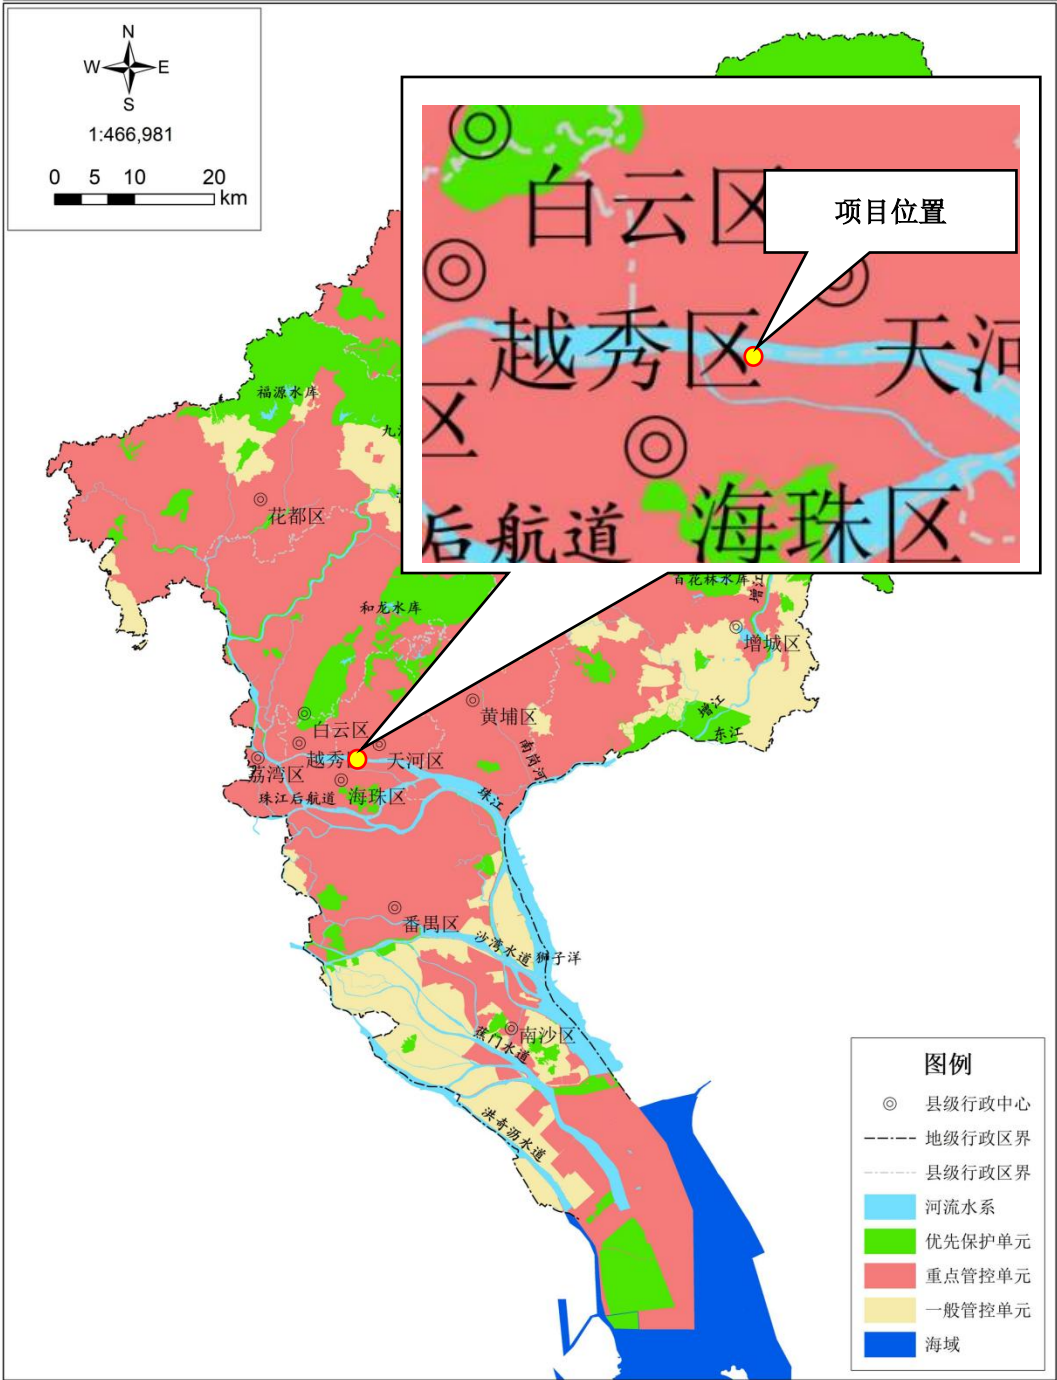 N
W E
S
1:466,981
0 5 10 20
km
白云区
项目位置
越秀区
天河
区
海珠区
后航道
福源水库
花都区
和龙水库
增江
增城区
增江
东江
黄埔区
南岗河
白云区
越秀
天河区
荔湾区
珠江后航道
海珠区
珠江
番禺区
沙湾水道
狮子洋
南沙区
蕉门水道
洪奇沥水道
图例
县级行政中心
地级行政区界
县级行政区界
河流水系
优先保护单元
重点管控单元
一般管控单元
海域